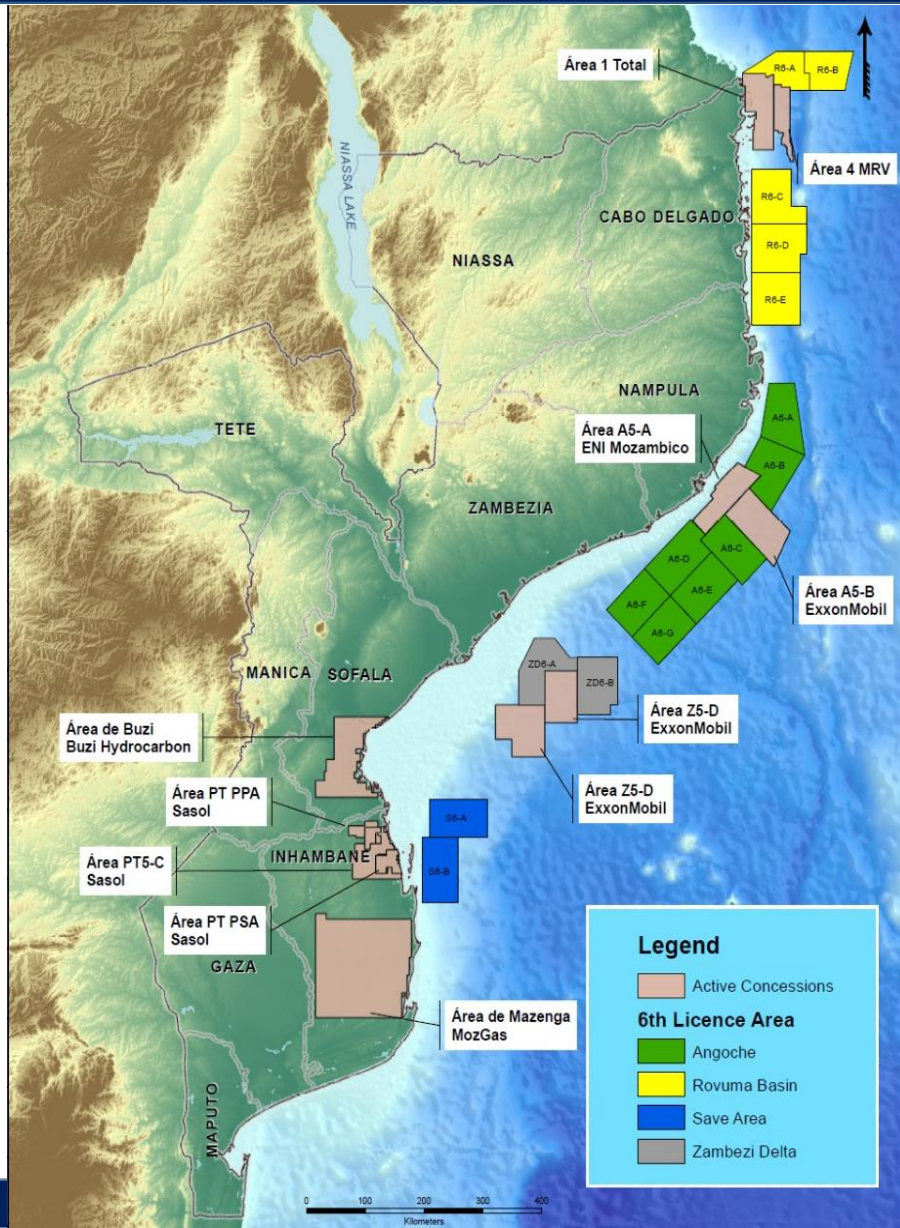 Área 1 Total
R6-A
R6-B
Área 4 MRV
NIASSA LAKE
R6-C
CABO DELGADO
R6-D
NIASSA
R6-E
NAMPULA
A6-A
TETE
Área A5-A
ENI Mozambico
A6-B
ZAMBEZIA
A6-C
A6-D
A6-E
Área A5-B
ExxonMobil
A6-F
A6-G
MANICA
SOFALA
ZD6-A
ZD6-B
Área de Buzi
Buzi Hydrocarbon
Área Z5-D
ExxonMobil
Área Z5-D
ExxonMobil
Área PT PPA
Sasol
S6-A
INHAMBANE
Área PT5-C
Sasol
S6-B
Área PT PSA
Sasol
GAZA
Área de Mazenga
MozGas
MAPUTO
Legend
Active Concessions
6th Licence Area
Angoche
Rovuma Basin
Save Area
Zambezi Delta
0 100 200 300 400
Kilometers